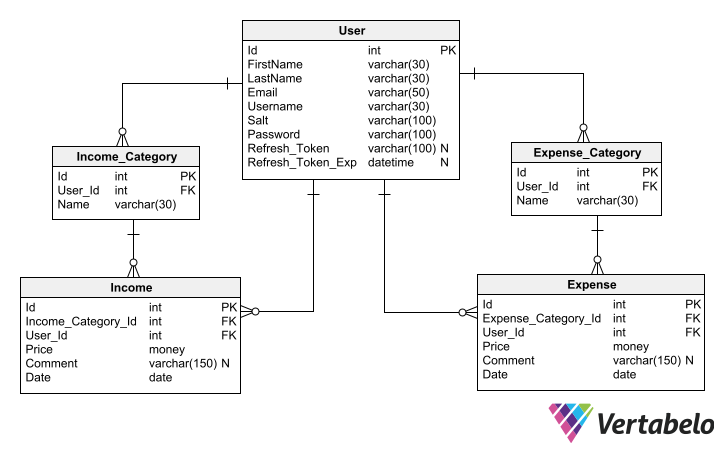 User
Id int PK
FirstName varchar(30)
LastName varchar(30)
Email varchar(50)
Username varchar(30)
Salt varchar(100)
Password varchar(100)
Refresh_Token varchar(100) N
Refresh_Token_Exp datetime N
Income_Category
Id int PK
User_Id int FK
Name varchar(30)
Expense_Category
Id int PK
User_Id int FK
Name varchar(30)
Income
Id int PK
Income_Category_Id int FK
User_Id int FK
Price money
Comment varchar(150) N
Date date
Expense
Id int PK
Expense_Category_Id int FK
User_Id int FK
Price money
Comment varchar(150) N
Date date
Vertabelo